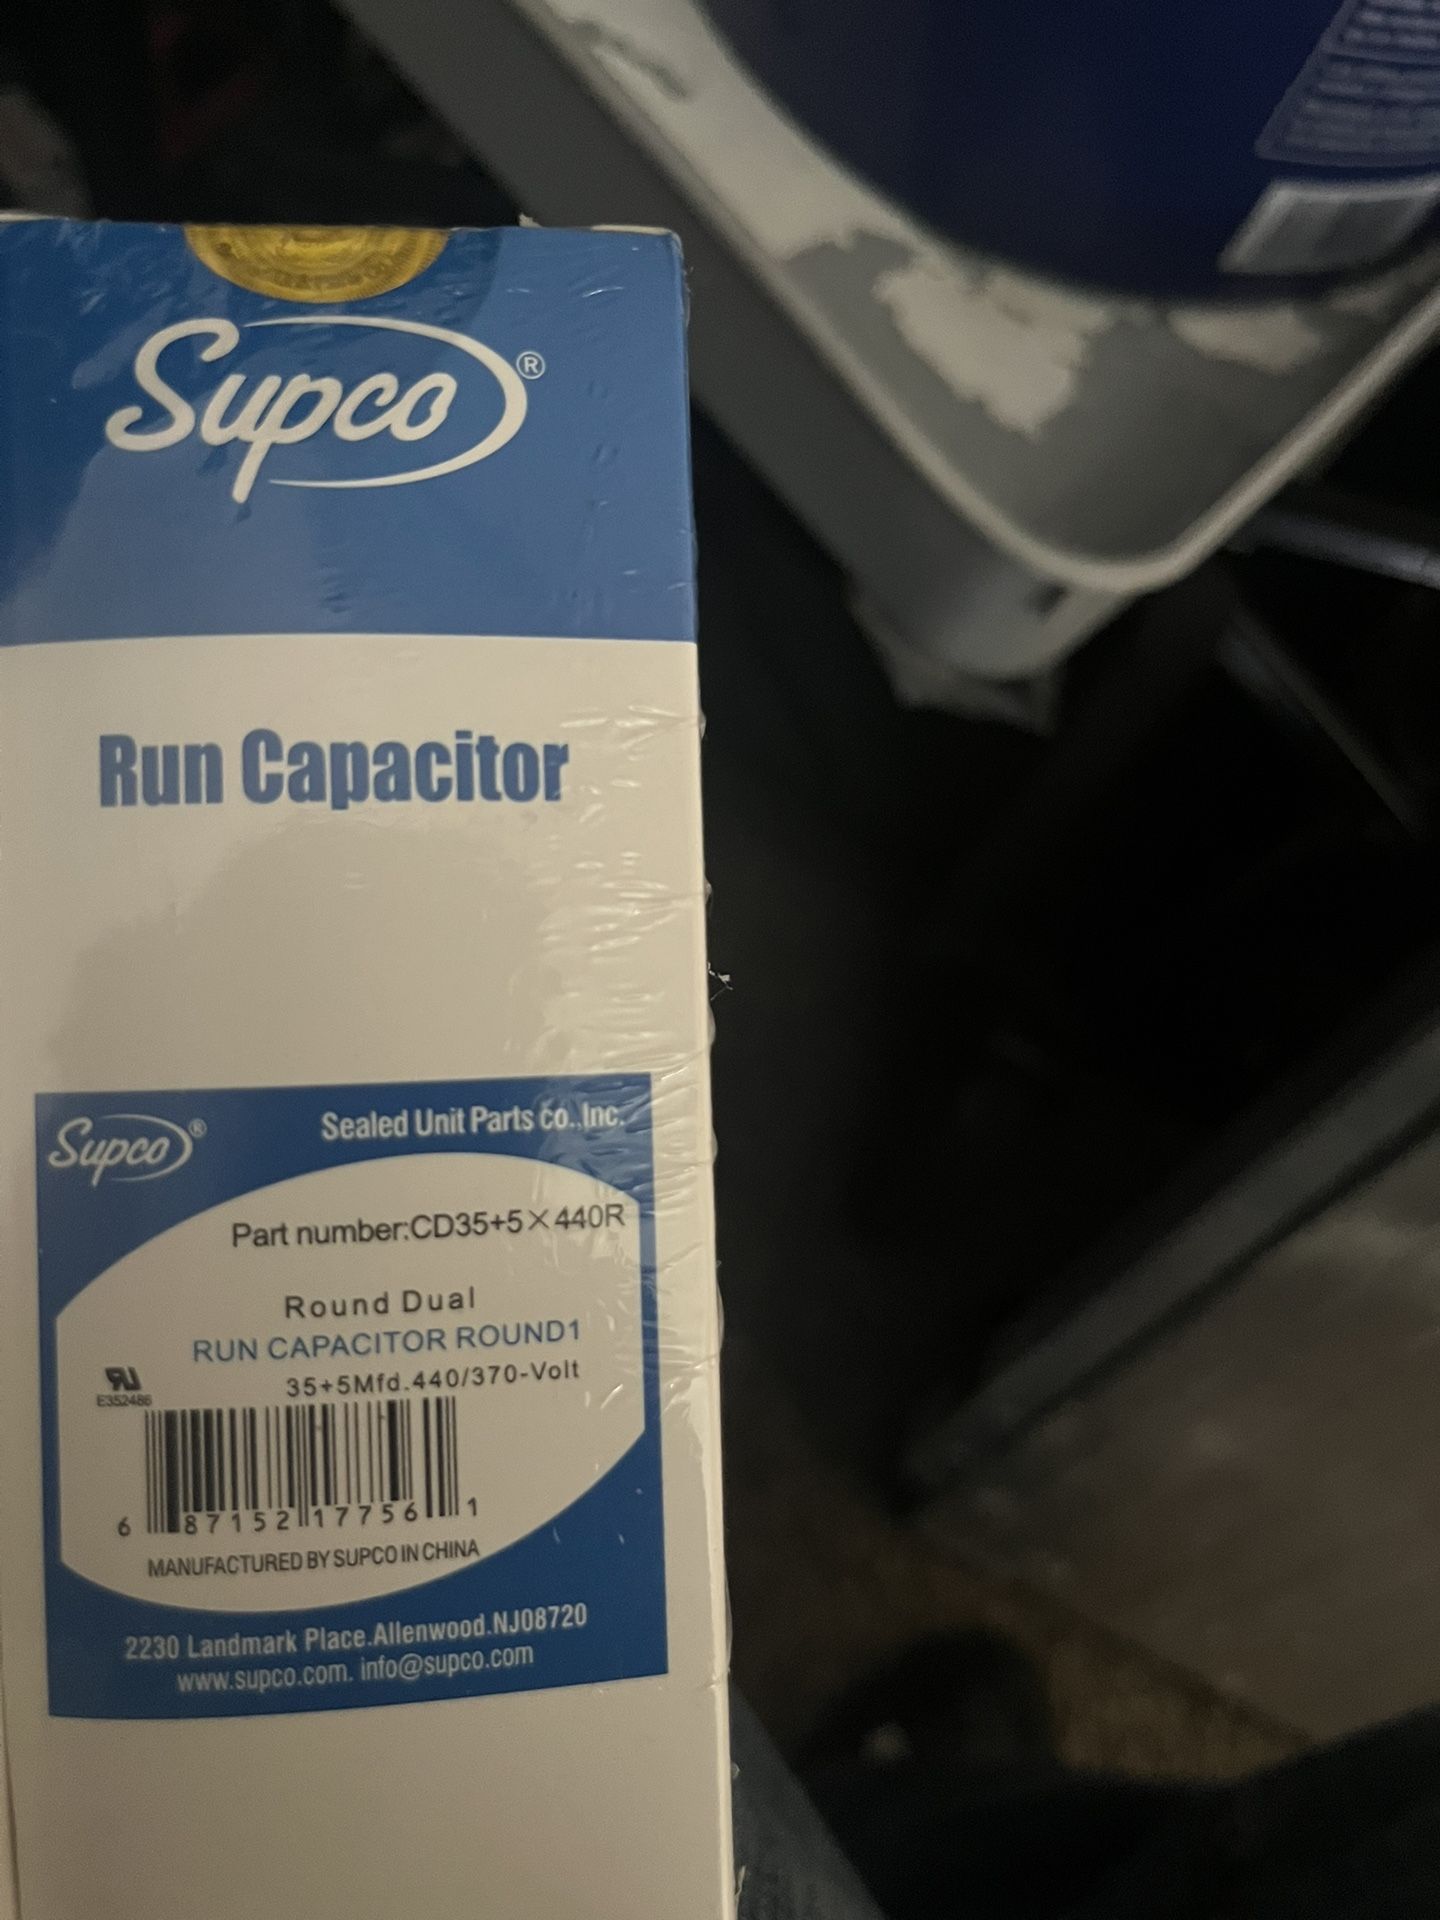 Supco®
Run Capacitor
Supco®
Sealed Unit Parts co.,Inc.
Part number:CD35+5×440R
Round Dual
RUN CAPACITOR ROUND1
35+5Mfd.440/370-Volt
E352486
6 87152 17756 1
MANUFACTURED BY SUPCO IN CHINA
2230 Landmark Place.Allenwood.NJ08720
www.supco.com. info@supco.com